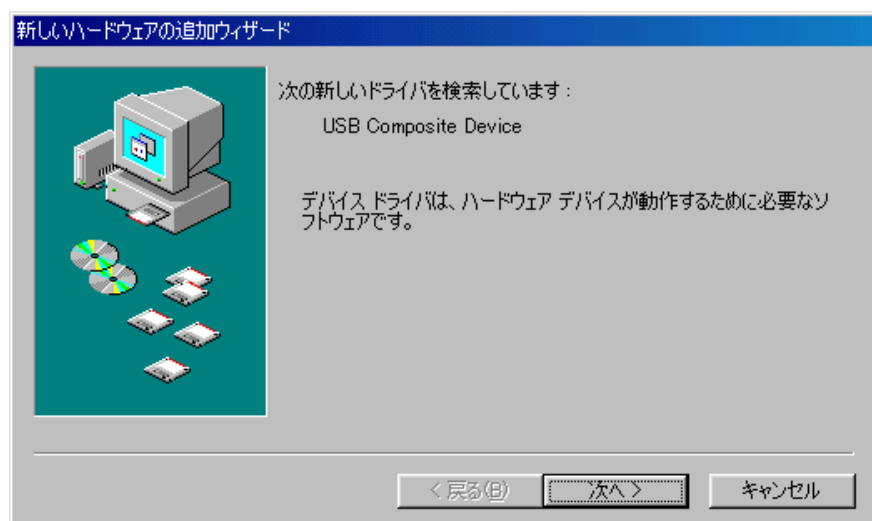 新しいハードウェアの追加ウィザード
次の新しいドライバを検索しています：
USB Composite Device
デバイス ドライバは、ハードウェア デバイスが動作するために必要なソ
フトウェアです。
< 戻る(B)
次へ >
キャンセル